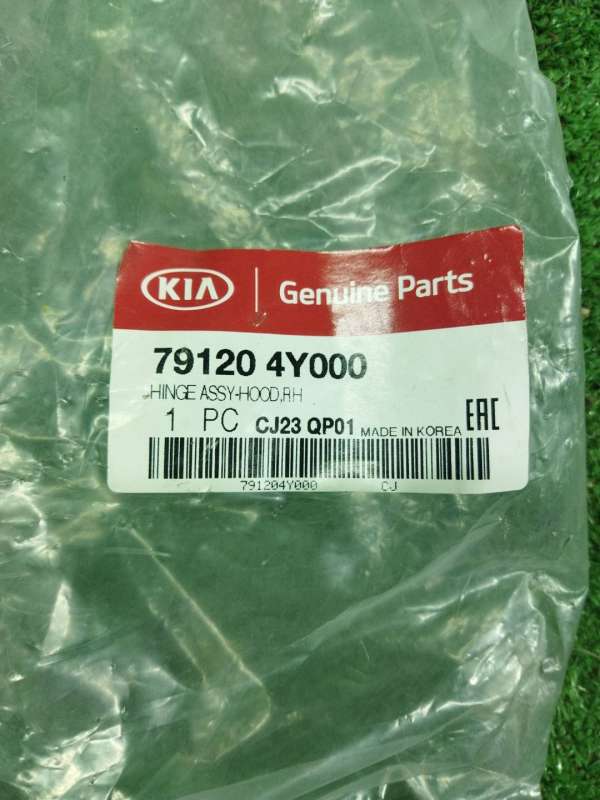 KIA Genuine Parts
79120 4Y000
HINGE ASSY-HOOD,RH
1 PC CJ23 QP01 MADE IN KOREA EAC
791204Y000 CJ